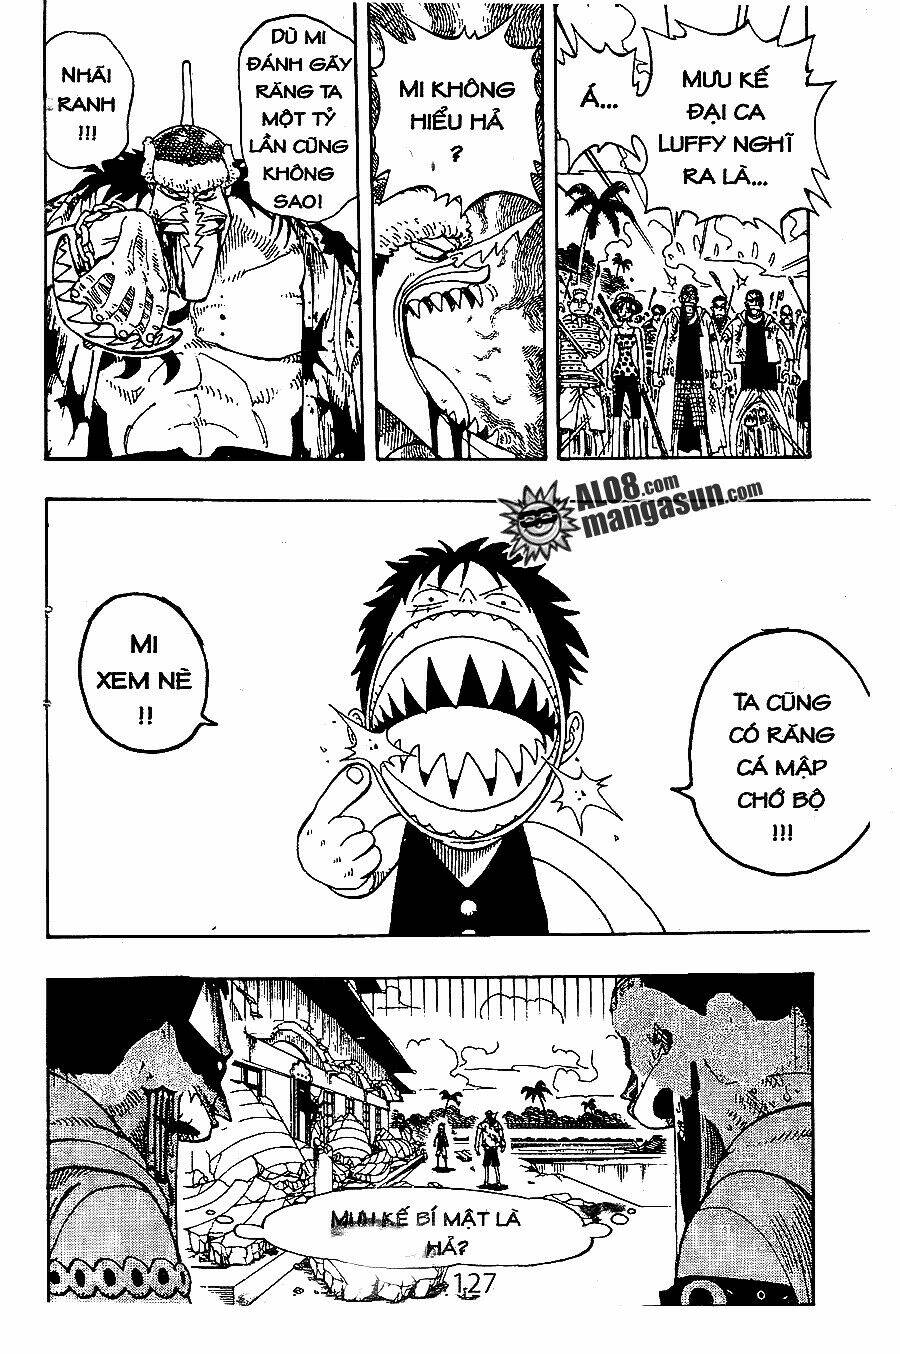 MƯU KẾ
ĐẠI CA
LUFFY NGHĨ
RA LÀ...
Á...
MI KHÔNG
HIỂU HẢ
?
DÙ MI
ĐÁNH GÃY
RĂNG TA
MỘT TỶ
LẦN CŨNG
KHÔNG
SAO!
NHÃI
RANH
!!!
AL08.com
mangasun.com
TA CŨNG
CÓ RĂNG
CÁ MẬP
CHỚ BỘ
!!!
MI
XEM NÈ
!!
MƯU KẾ BÍ MẬT LÀ
HẢ?
127